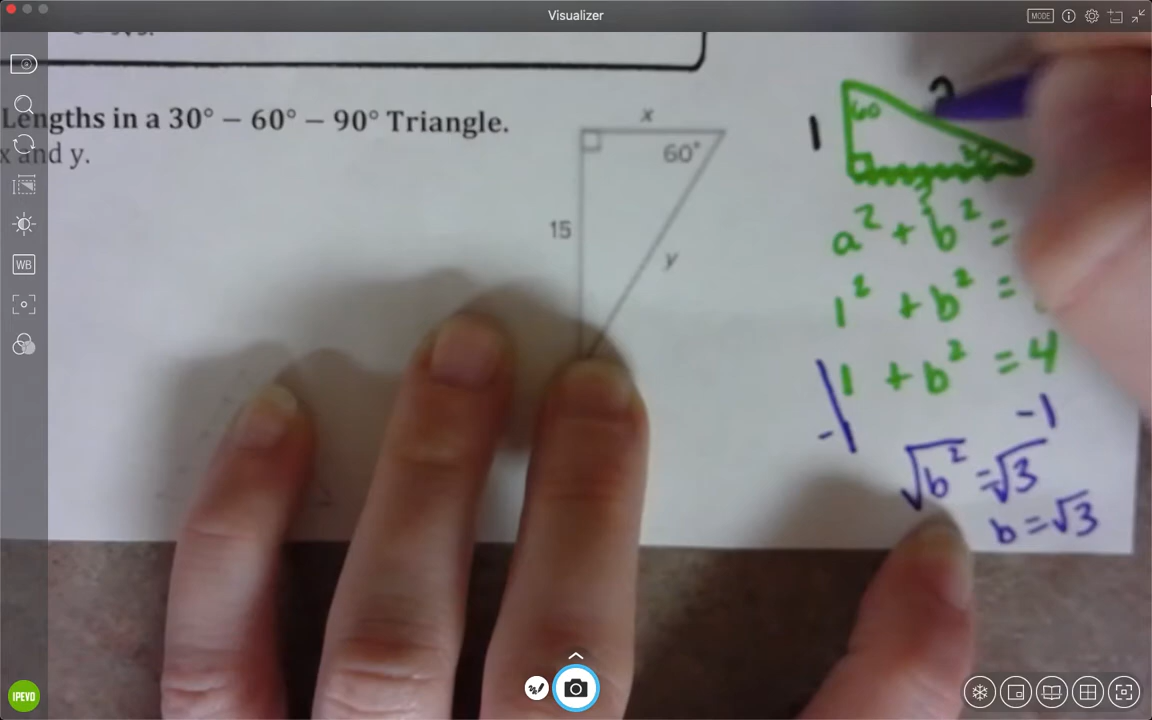 Visualizer
MODE
Lengths in a 30° – 60° – 90° Triangle.
x and y.
x
60°
15
y
60
1
2
a² + b² =
1² + b² =
1 + b² = 4
-1 -1
√b² = √3
b = √3
WB
IPEVO